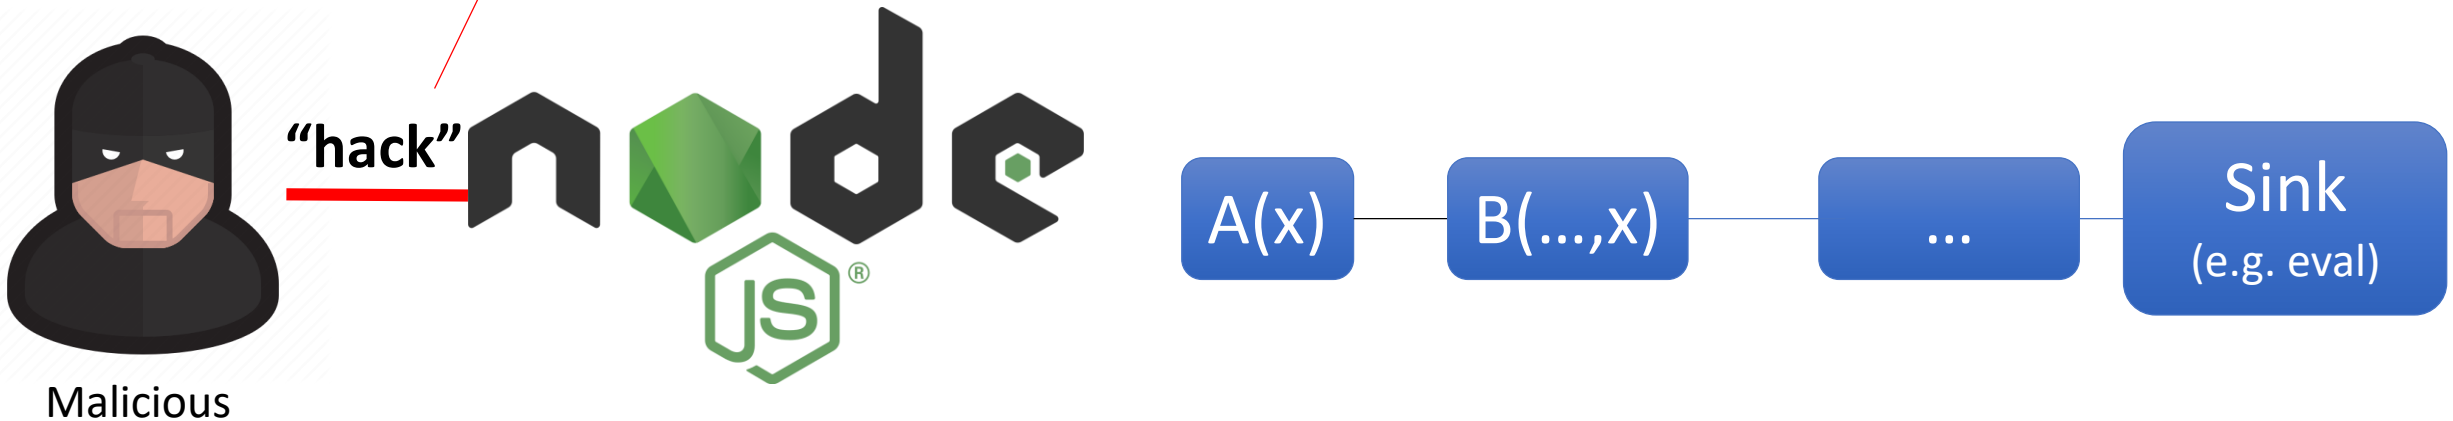 “hack”
node
JS®
Malicious
A(x)
B(...,x)
...
Sink
(e.g. eval)